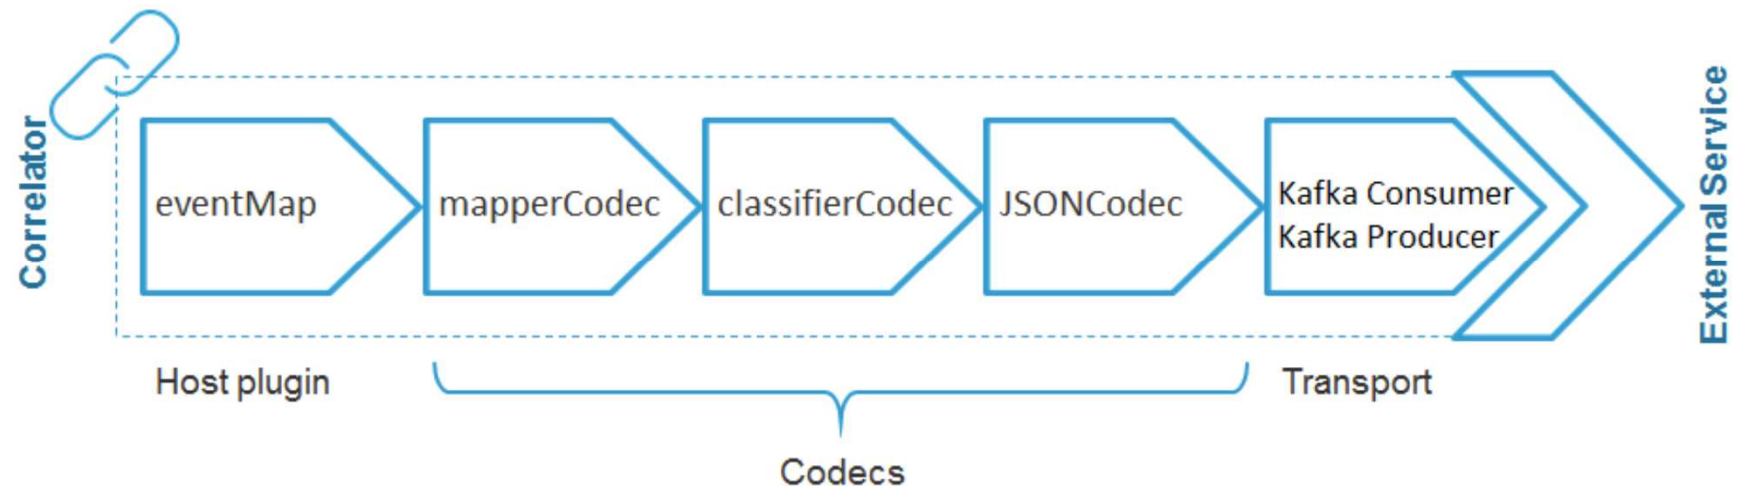 Correlator
eventMap
mapperCodec
classifierCodec
JSONCodec
Kafka Consumer
Kafka Producer
External Service
Host plugin
Transport
Codecs